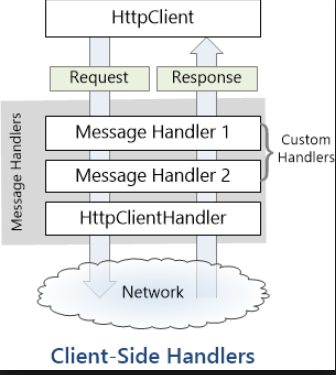 HttpClient
Request
Response
Message Handlers
Message Handler 1
Message Handler 2
Custom
Handlers
HttpClientHandler
Network
Client-Side Handlers